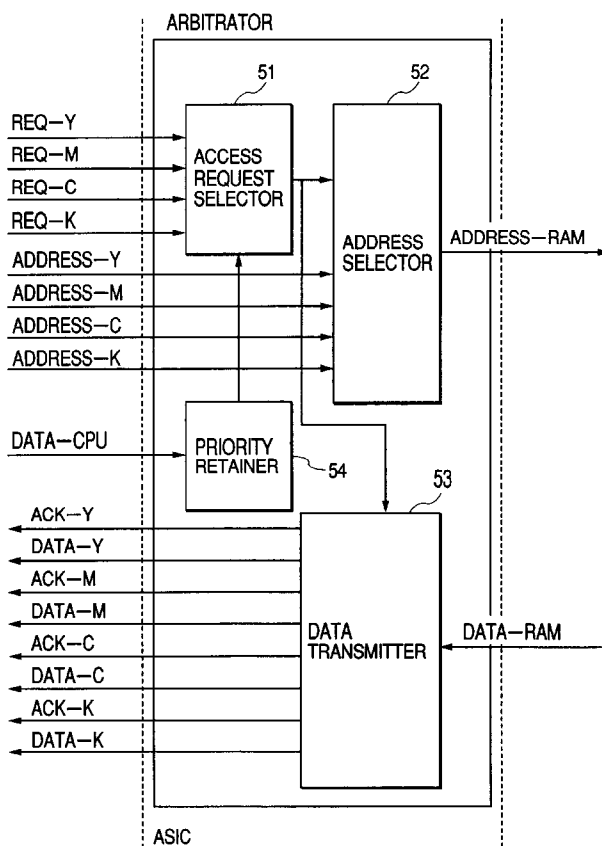 ARBITRATOR
51
52
REQ-Y
REQ-M
REQ-C
REQ-K
ACCESS
REQUEST
SELECTOR
ADDRESS
SELECTOR
ADDRESS-RAM
ADDRESS-Y
ADDRESS-M
ADDRESS-C
ADDRESS-K
DATA-CPU
PRIORITY
RETAINER
54
53
ACK-Y
DATA-Y
ACK-M
DATA-M
ACK-C
DATA-C
ACK-K
DATA-K
DATA
TRANSMITTER
DATA-RAM
ASIC